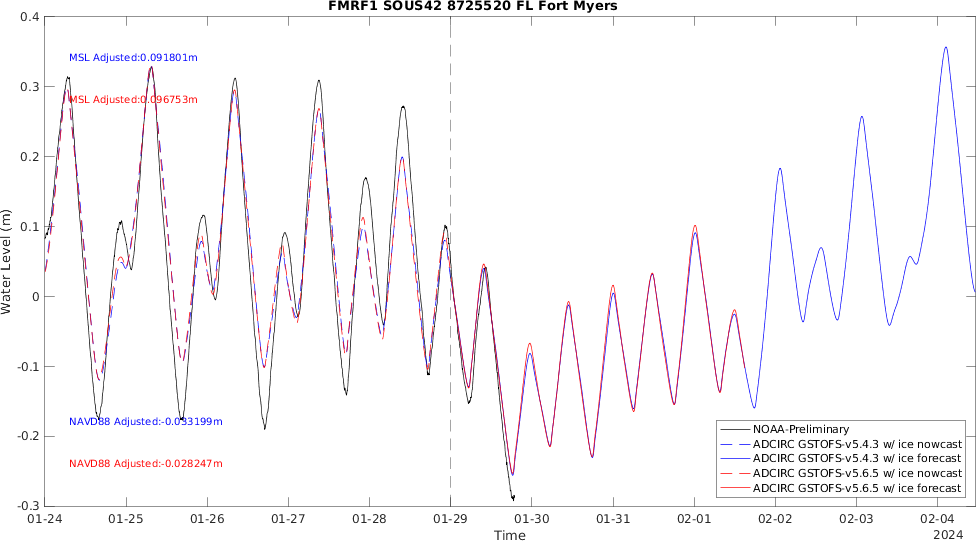 FMRF1 SOUS42 8725520 FL Fort Myers
0.4
0.3
0.2
0.1
0
-0.1
-0.2
-0.3
Water Level (m)
MSL Adjusted:0.091801m
MSL Adjusted:0.096753m
NAVD88 Adjusted:-0.033199m
NAVD88 Adjusted:-0.028247m
NOAA-Preliminary
ADCIRC GSTOFS-v5.4.3 w/ ice nowcast
ADCIRC GSTOFS-v5.4.3 w/ ice forecast
ADCIRC GSTOFS-v5.6.5 w/ ice nowcast
ADCIRC GSTOFS-v5.6.5 w/ ice forecast
01-24 01-25 01-26 01-27 01-28 01-29 01-30 01-31 02-01 02-02 02-03 02-04
Time
2024